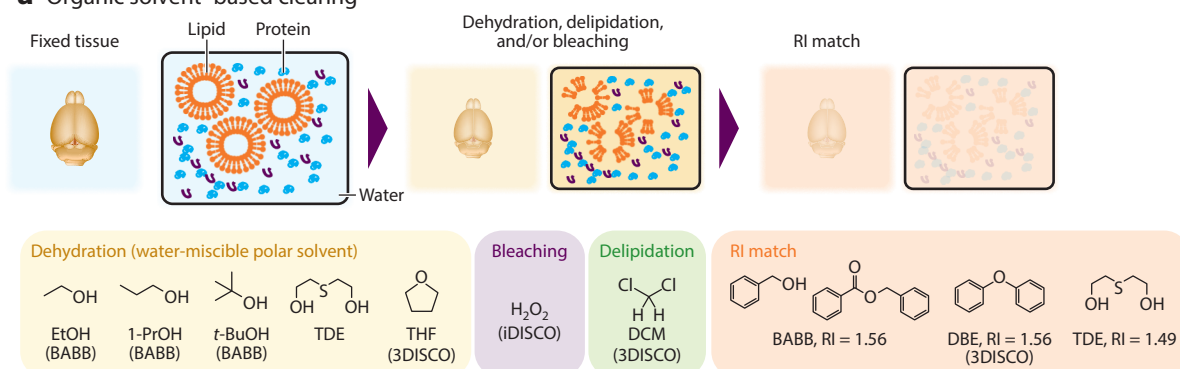 a Organic solvent–based clearing
Fixed tissue
Lipid
Protein
Water
Dehydration, delipidation,
and/or bleaching
RI match
Dehydration (water-miscible polar solvent)
OH
EtOH
(BABB)
OH
1-PrOH
(BABB)
OH
t-BuOH
(BABB)
S
OH
OH
TDE
O
THF
(3DISCO)
Bleaching
H₂O₂
(iDISCO)
Delipidation
Cl Cl
H H
DCM
(3DISCO)
RI match
OH
O
O
BABB, RI = 1.56
O
DBE, RI = 1.56
(3DISCO)
S
OH
OH
TDE, RI = 1.49